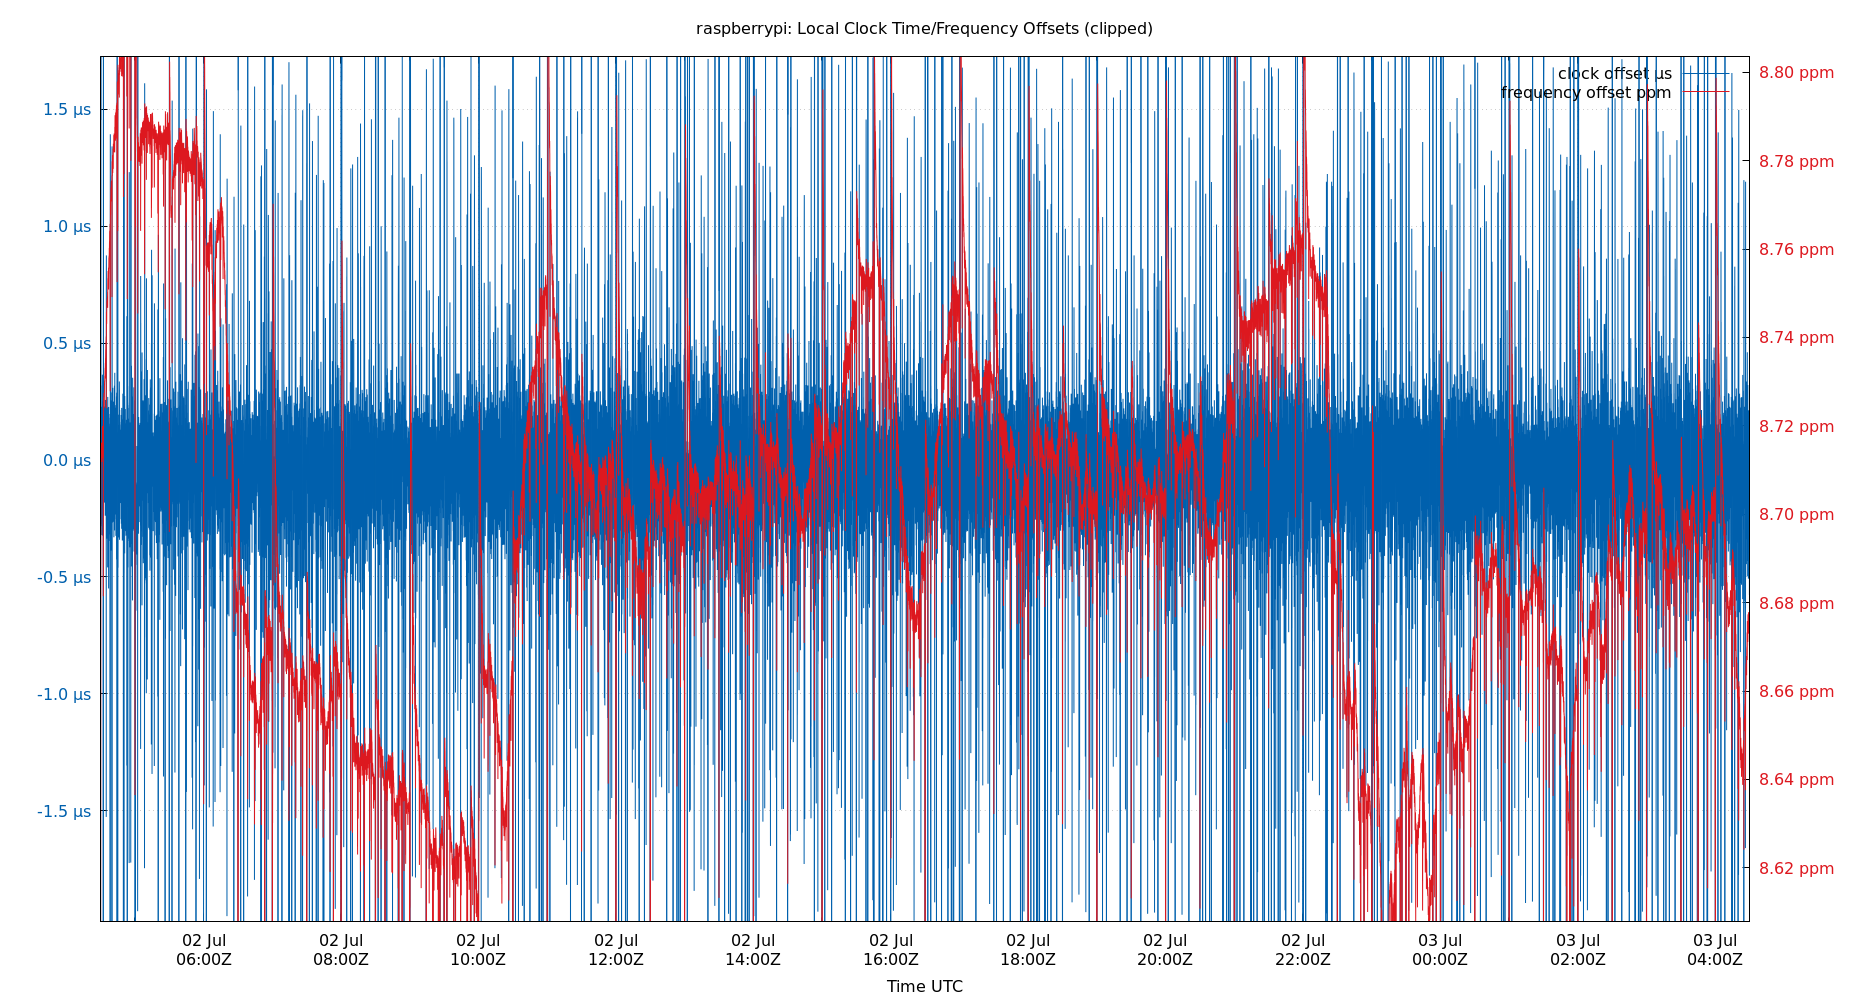 raspberrypi: Local Clock Time/Frequency Offsets (clipped)
clock offset µs
frequency offset ppm
1.5 µs
1.0 µs
0.5 µs
0.0 µs
-0.5 µs
-1.0 µs
-1.5 µs
8.80 ppm
8.78 ppm
8.76 ppm
8.74 ppm
8.72 ppm
8.70 ppm
8.68 ppm
8.66 ppm
8.64 ppm
8.62 ppm
02 Jul 02 Jul 02 Jul 02 Jul 02 Jul 02 Jul 02 Jul 02 Jul 02 Jul 03 Jul 03 Jul 03 Jul
06:00Z 08:00Z 10:00Z 12:00Z 14:00Z 16:00Z 18:00Z 20:00Z 22:00Z 00:00Z 02:00Z 04:00Z
Time UTC